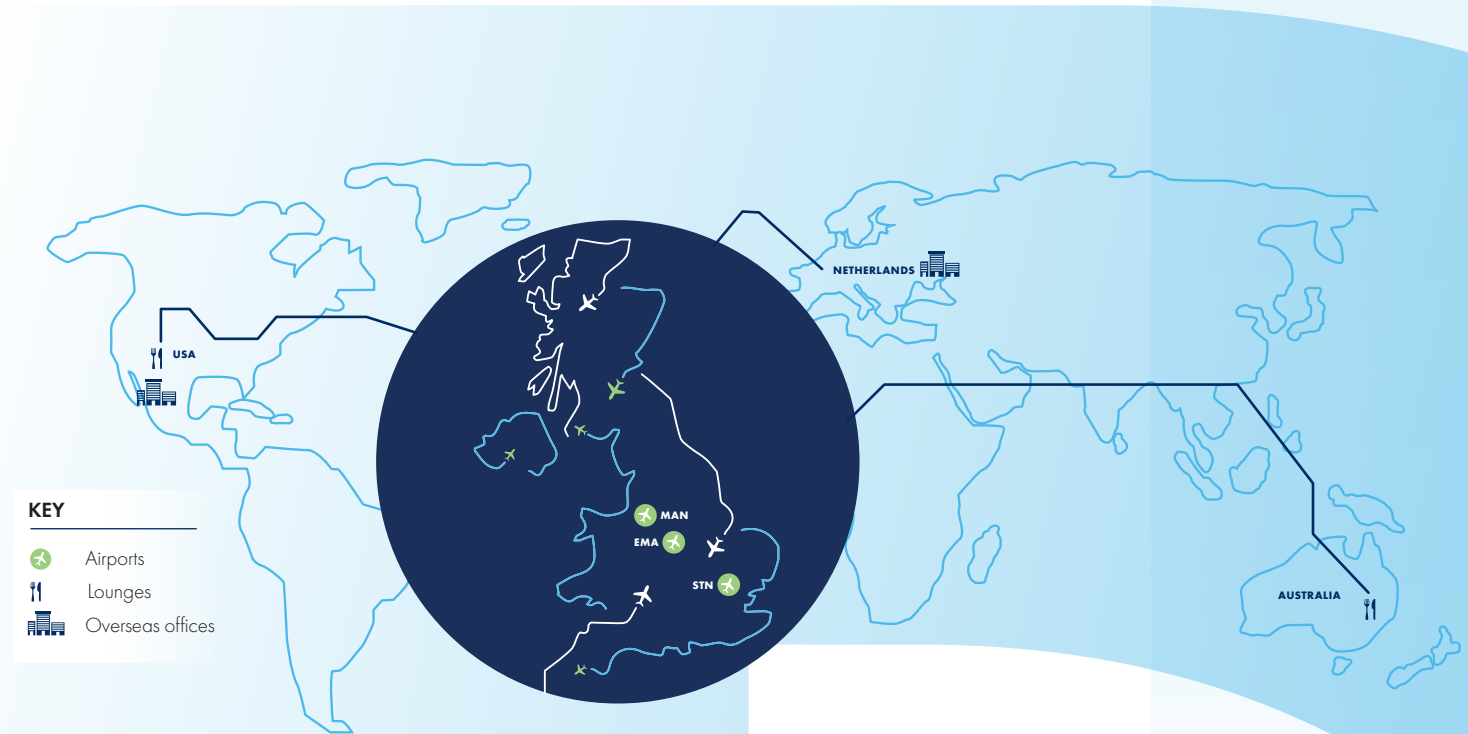 NETHERLANDS
USA
MAN
EMA
STN
AUSTRALIA
KEY
Airports
Lounges
Overseas offices